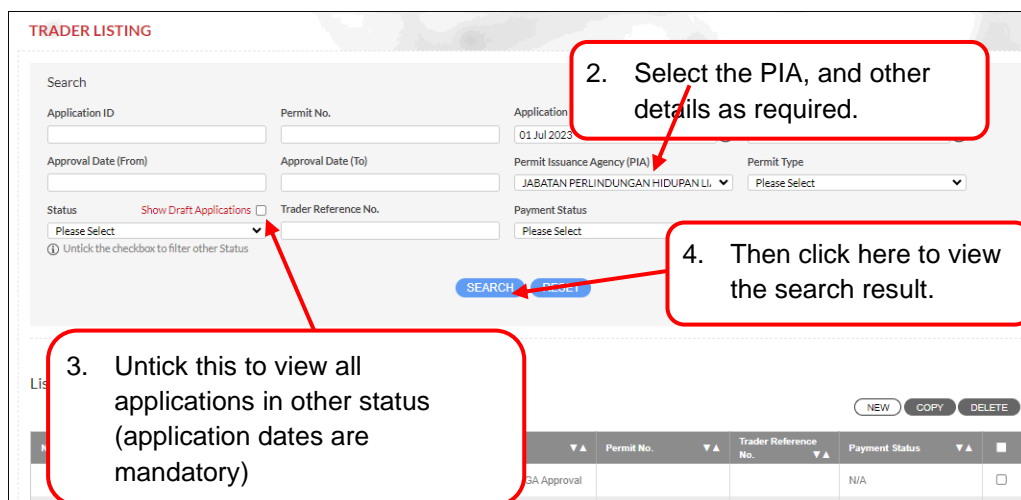 TRADER LISTING
2. Select the PIA, and other
details as required.
Search
Application ID
Permit No.
Application
01 Jul 2023
Approval Date (From)
Approval Date (To)
Permit Issuance Agency (PIA)
Permit Type
JABATAN PERLINDUNGAN HIDUPAN LI
Please Select
Status
Show Draft Applications
Trader Reference No.
Payment Status
Please Select
Please Select
Untick the checkbox to filter other Status
4. Then click here to view
the search result.
SEARCH
RESET
3. Untick this to view all
applications in other status
(application dates are
mandatory)
Lis
NEW
COPY
DELETE
Permit No.
Trader Reference
No.
Payment Status
GA Approval
N/A